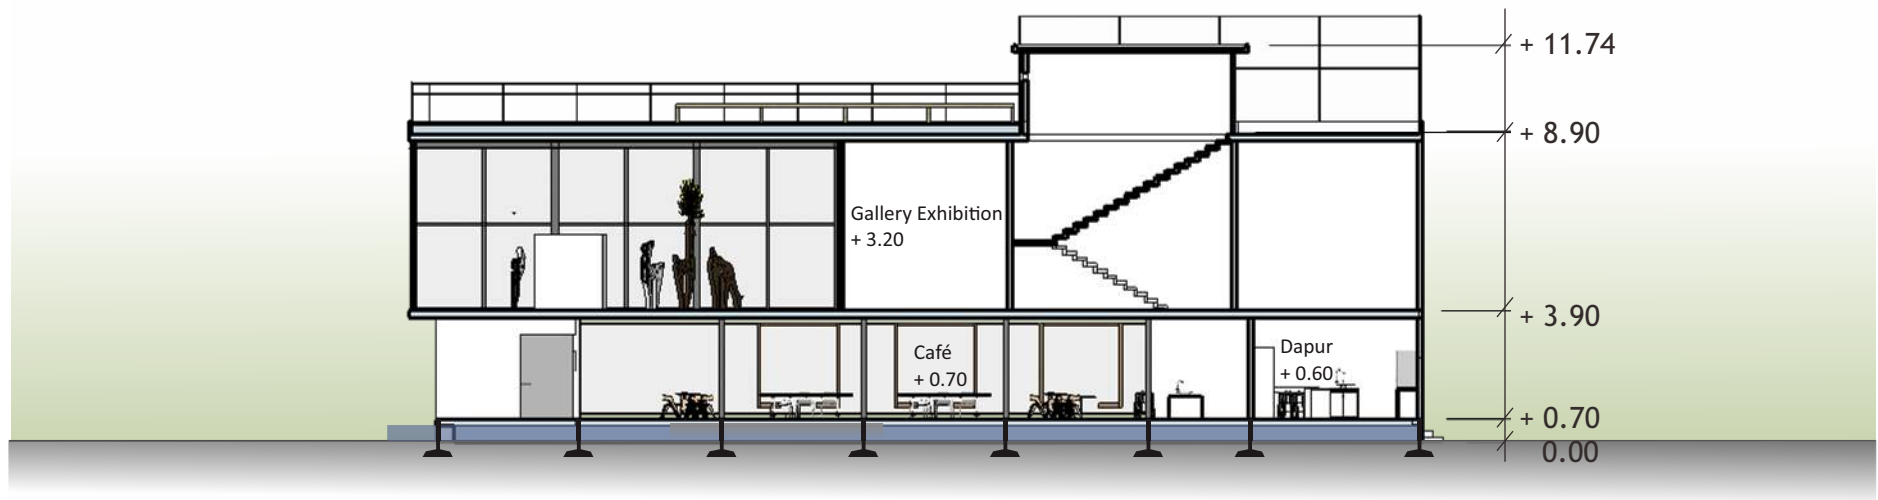 + 11.74
+ 8.90
Gallery Exhibition
+ 3.20
+ 3.90
Café
+ 0.70
Dapur
+ 0.60
+ 0.70
0.00